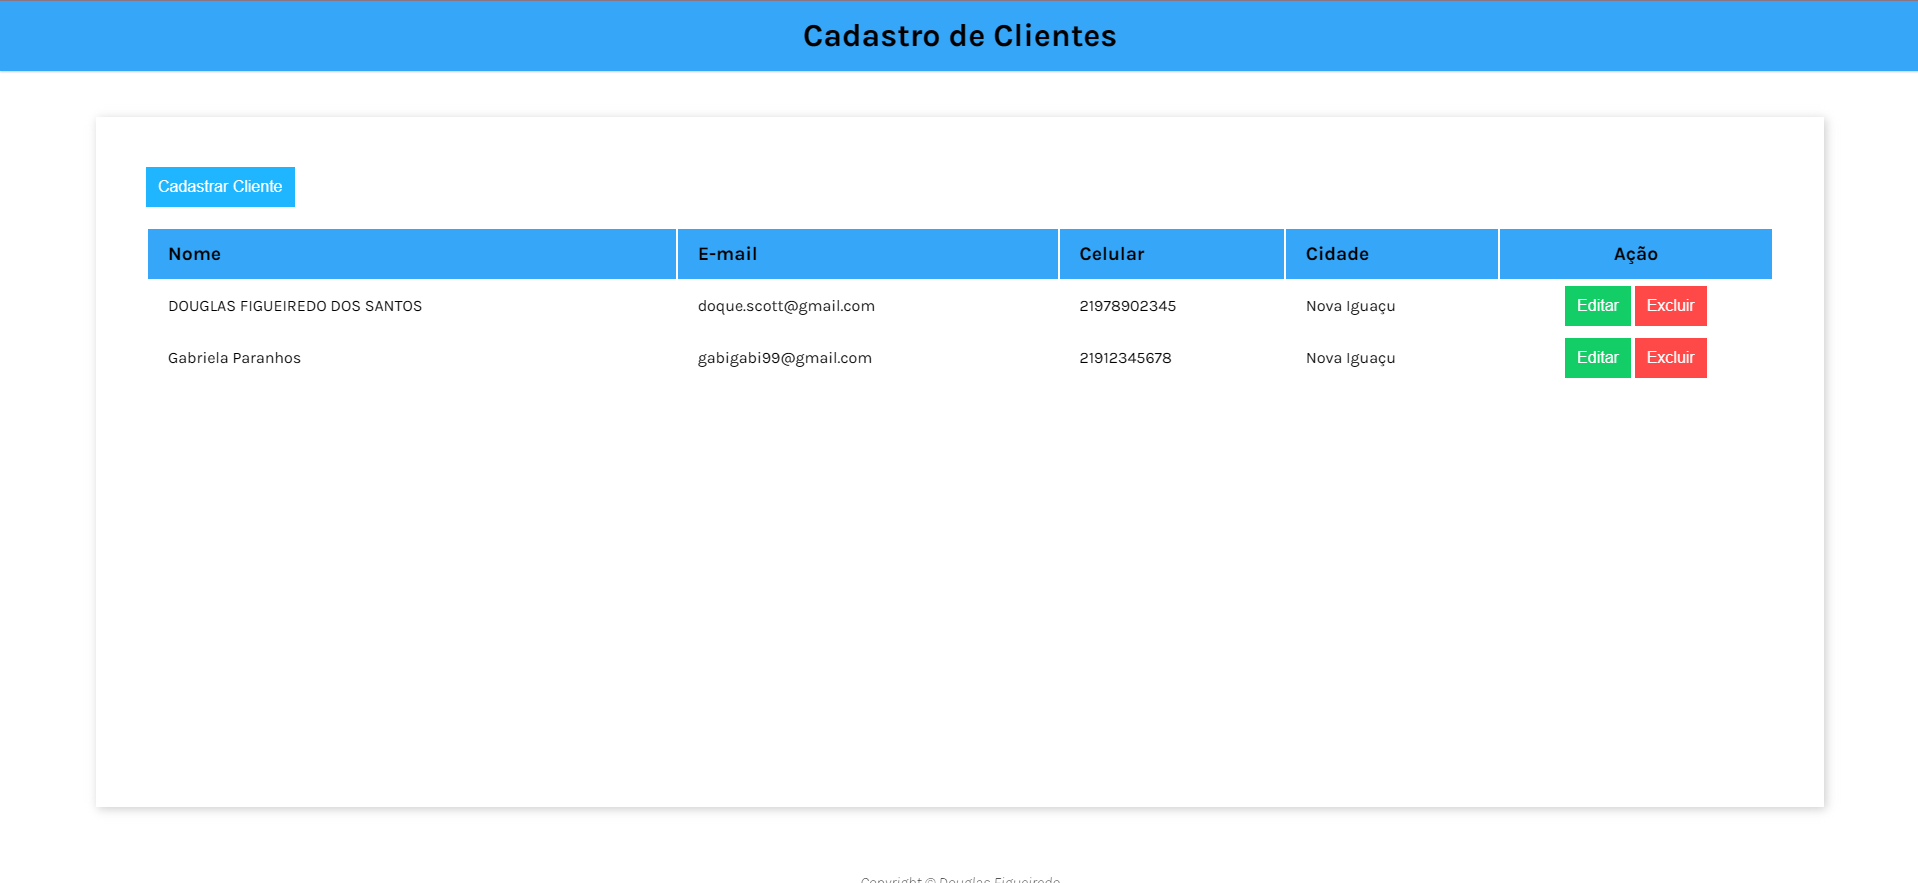 Cadastro de Clientes
Cadastrar Cliente
Nome E-mail Celular Cidade Ação
DOUGLAS FIGUEIREDO DOS SANTOS doque.scott@gmail.com 21978902345 Nova Iguaçu Editar Excluir
Gabriela Paranhos gabigabi99@gmail.com 21912345678 Nova Iguaçu Editar Excluir
Copyright © Douglas Figueiredo